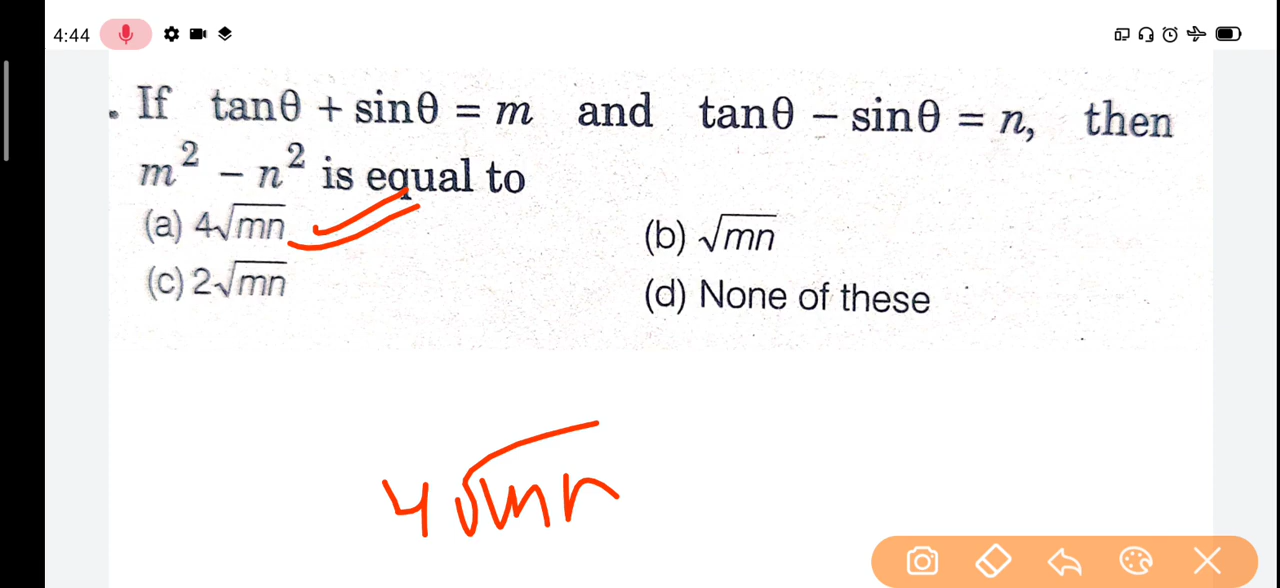 4:44
. If tanθ + sinθ = m and tanθ – sinθ = n, then
m² – n² is equal to
(a) 4√mn (b) √mn
(c) 2√mn (d) None of these
4√mn